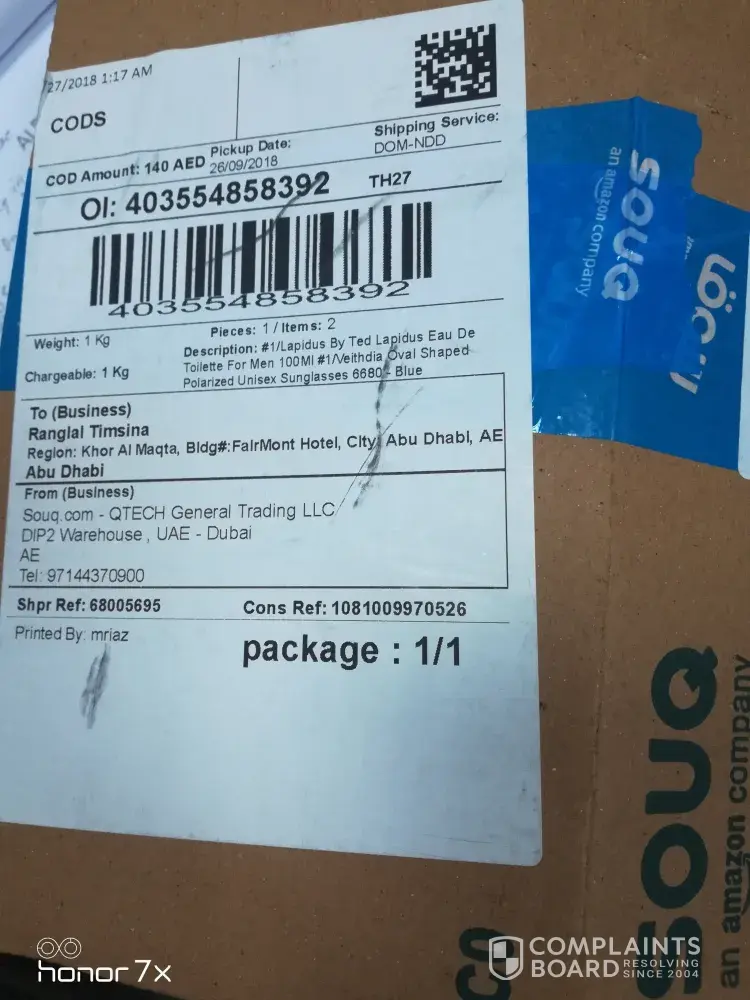 27/2018 1:17 AM
CODS
COD Amount: 140 AED
Pickup Date:
26/09/2018
Shipping Service:
DOM-NDD
OI: 403554858392
TH27
403554858392
Weight: 1 Kg
Pieces: 1 / Items: 2
Chargeable: 1 Kg
Description: #1/Lapidus By Ted Lapidus Eau De
Toilette For Men 100Ml #1/Veithdia Oval Shaped
Polarized Unisex Sunglasses 6680 - Blue
To (Business)
Ranglal Timsina
Region: Khor Al Maqta, Bldg#:FairMont Hotel, City: Abu Dhabi, AE
Abu Dhabi
From (Business)
Souq.com - QTECH General Trading LLC
DIP2 Warehouse , UAE - Dubai
AE
Tel: 97144370900
Shpr Ref: 68005695
Cons Ref: 1081009970526
Printed By: mriaz
package : 1/1
souq
an amazon company
سوق
souq
an amazon company
co
honor 7x
COMPLAINTS
BOARD
RESOLVING
SINCE 2004